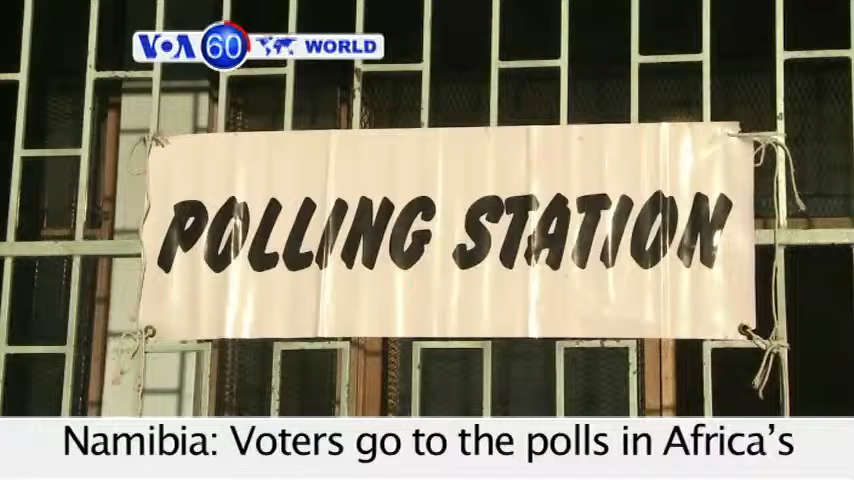 VOA 60 WORLD
POLLING STATION
Namibia: Voters go to the polls in Africa's